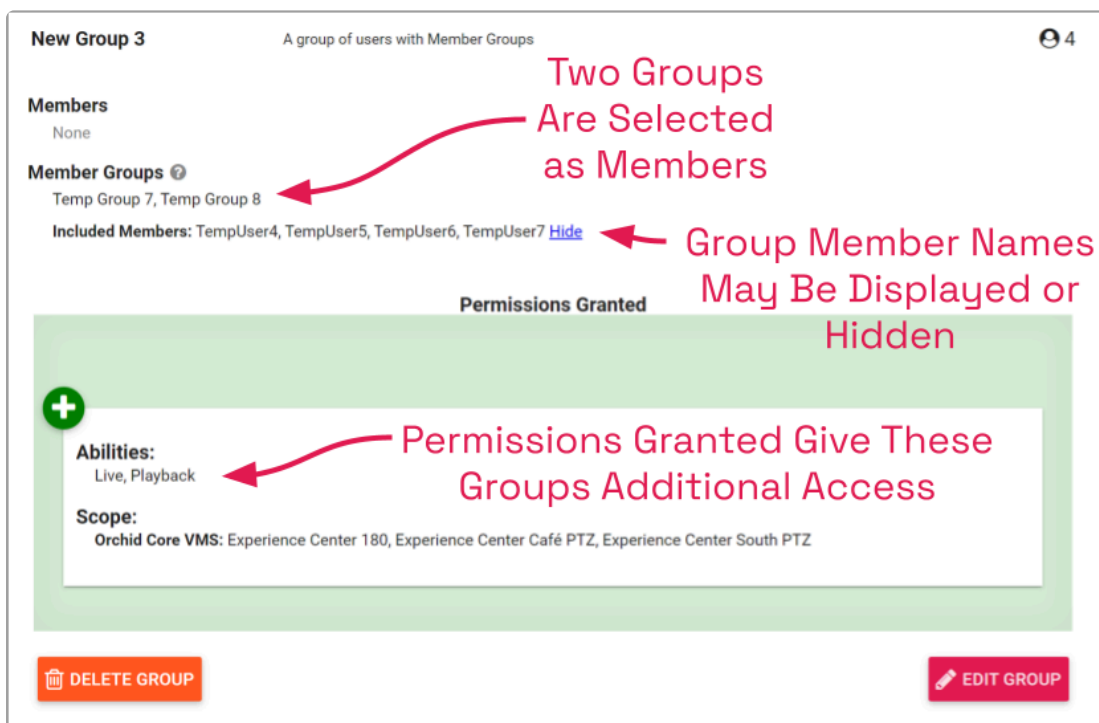 New Group 3
A group of users with Member Groups
4
Two Groups
Are Selected
as Members
Members
None
Member Groups ?
Temp Group 7, Temp Group 8
Included Members: TempUser4, TempUser5, TempUser6, TempUser7 Hide
Group Member Names
May Be Displayed or
Hidden
Permissions Granted
Permissions Granted Give These
Groups Additional Access
Abilities:
Live, Playback
Scope:
Orchid Core VMS: Experience Center 180, Experience Center Café PTZ, Experience Center South PTZ
DELETE GROUP
EDIT GROUP